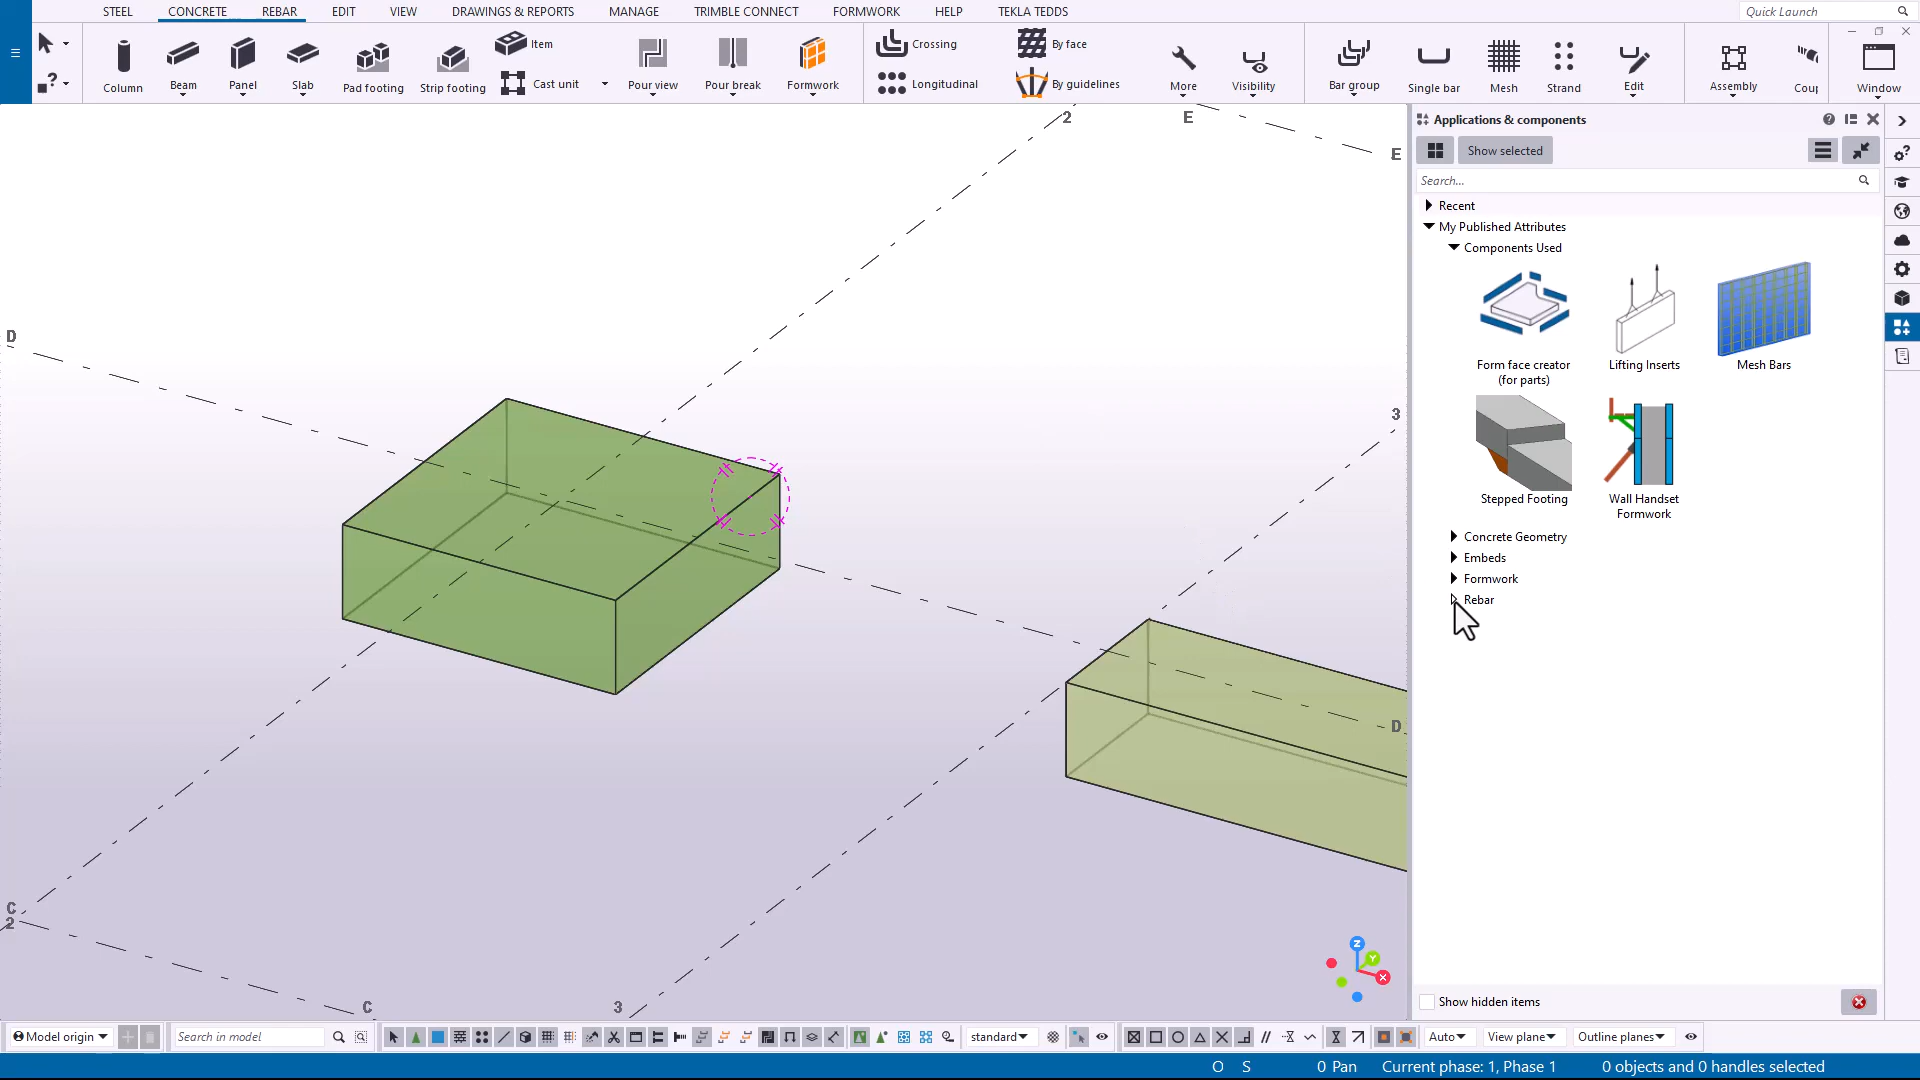 STEEL CONCRETE REBAR EDIT VIEW DRAWINGS & REPORTS MANAGE TRIMBLE CONNECT FORMWORK HELP TEKLA TEDDS Quick Launch
Column Beam Panel Slab Pad footing Strip footing Item Cast unit Pour view Pour break Formwork
Crossing By face
Longitudinal By guidelines
More Visibility Bar group Single bar Mesh Strand Edit Assembly Coup Window
Applications & components
Show selected
Search...
Recent
My Published Attributes
Components Used
Form face creator
(for parts)
Lifting Inserts
Mesh Bars
Stepped Footing
Wall Handset
Formwork
Concrete Geometry
Embeds
Formwork
Rebar
Show hidden items
2 E
E
D
3
D
C
2
C
3
Z
Y
X
Model origin Search in model standard Auto View plane Outline planes
O S 0 Pan Current phase: 1, Phase 1 0 objects and 0 handles selected